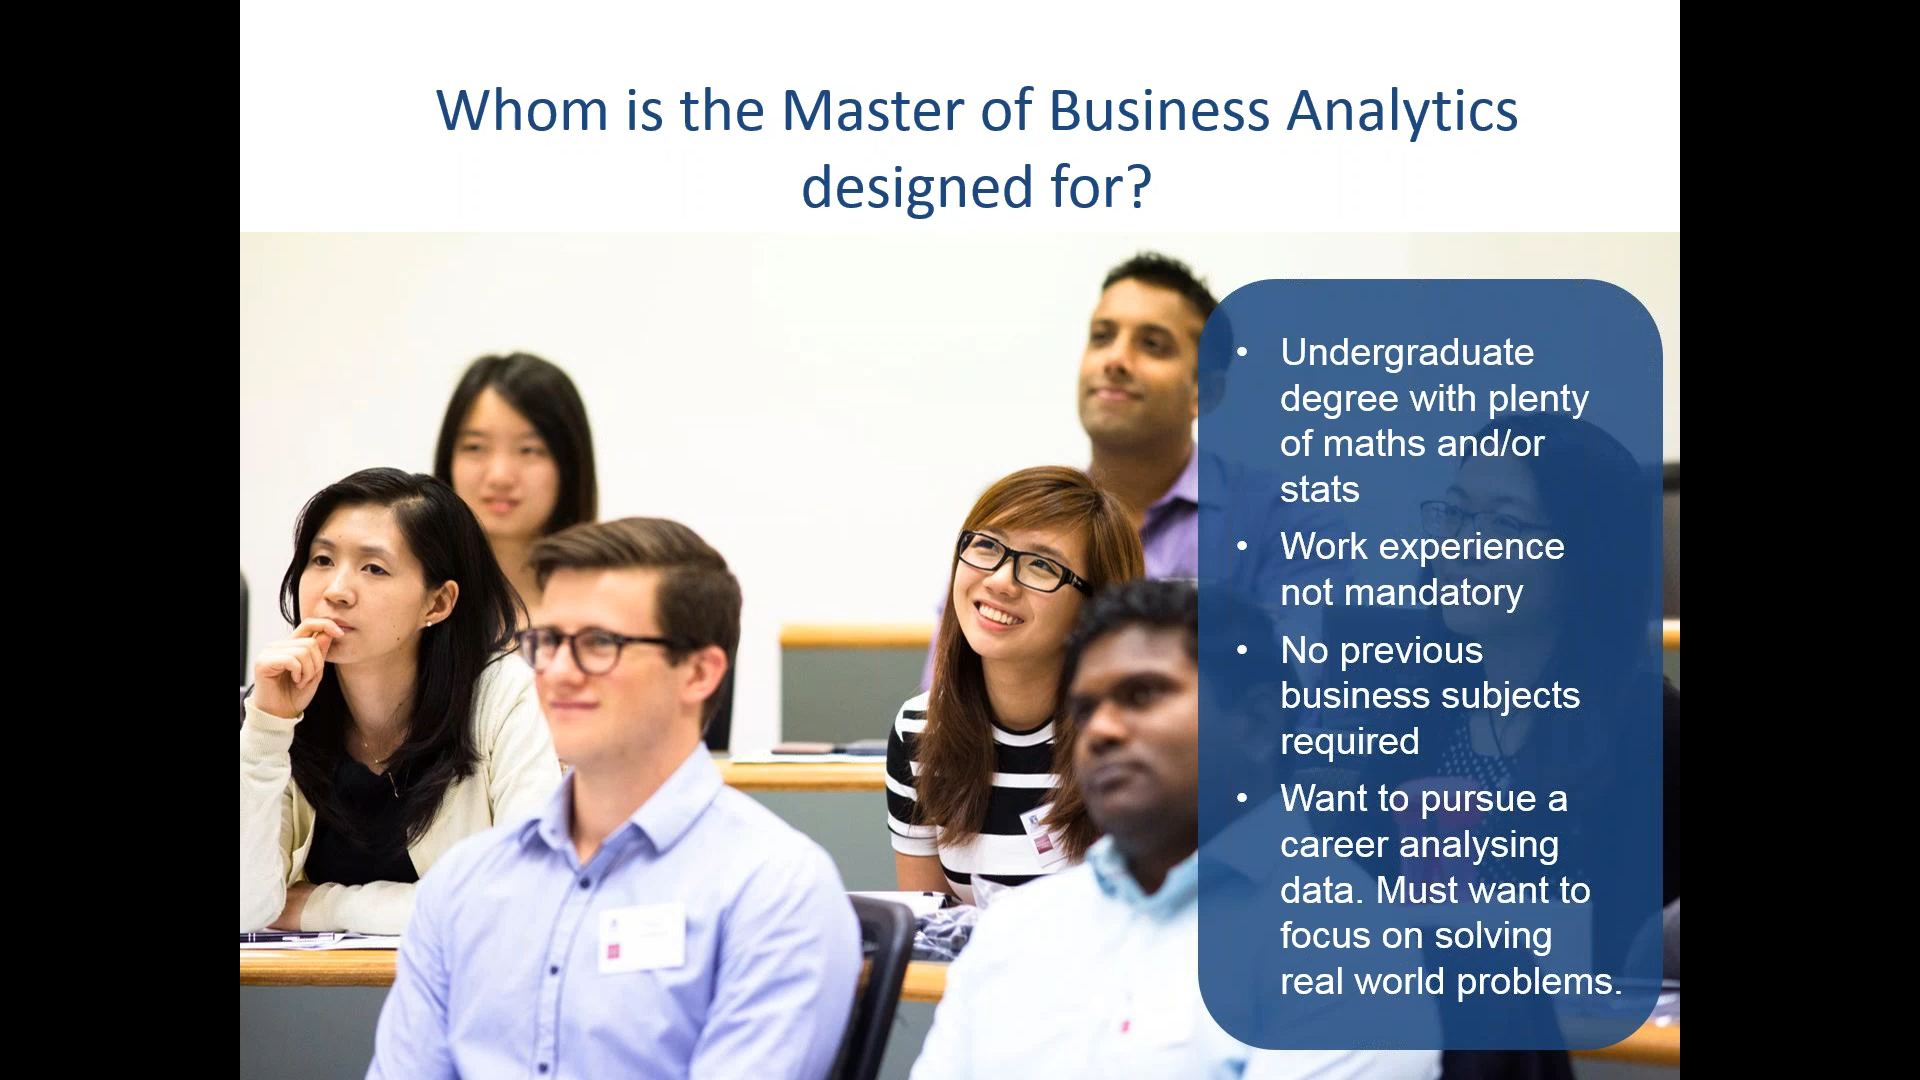 Whom is the Master of Business Analytics
designed for?
• Undergraduate
degree with plenty
of maths and/or
stats
• Work experience
not mandatory
• No previous
business subjects
required
• Want to pursue a
career analysing
data. Must want to
focus on solving
real world problems.